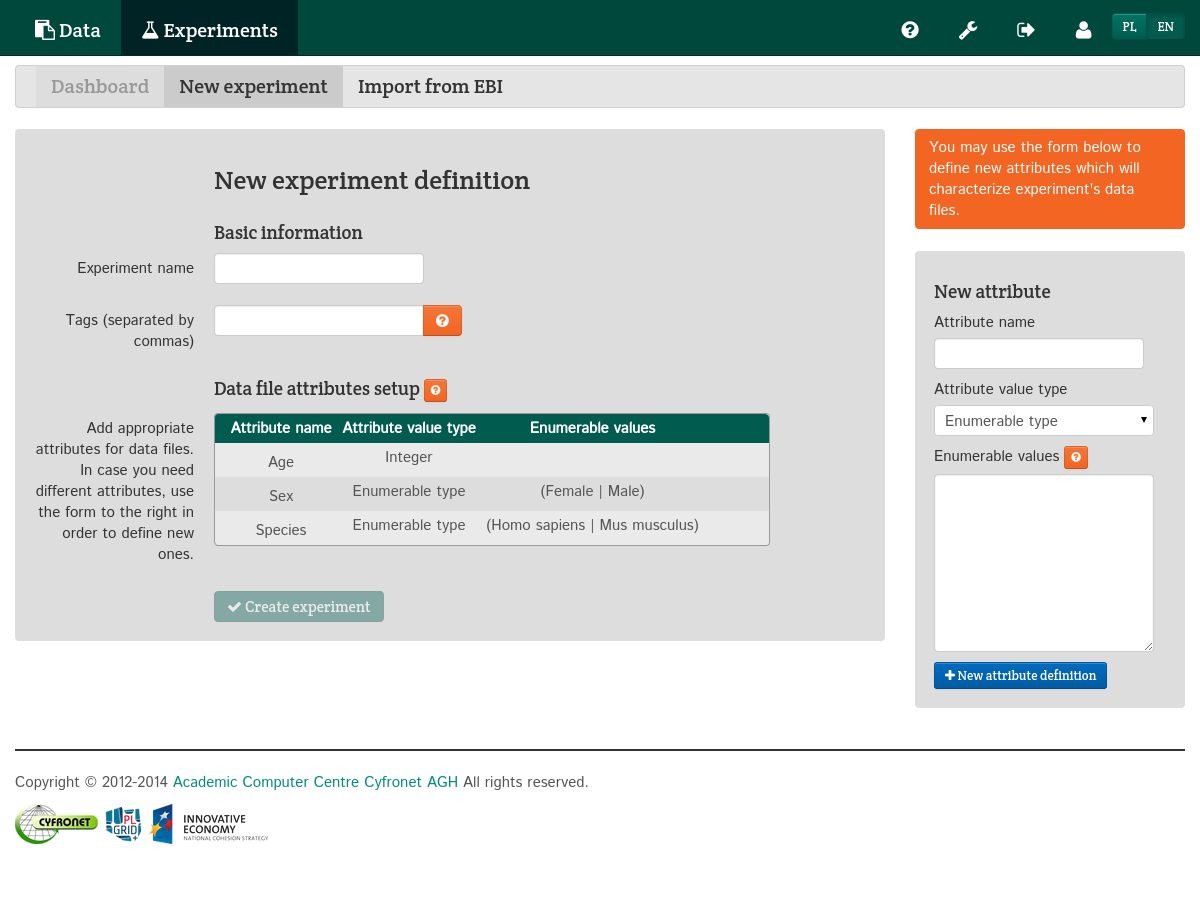 Data
Experiments
PL
EN
Dashboard
New experiment
Import from EBI
New experiment definition
Basic information
Experiment name
Tags (separated by
commas)
Data file attributes setup
Add appropriate
attributes for data files.
In case you need
different attributes, use
the form to the right in
order to define new
ones.
Attribute name Attribute value type Enumerable values
Age Integer
Sex Enumerable type (Female | Male)
Species Enumerable type (Homo sapiens | Mus musculus)
Create experiment
You may use the form below to
define new attributes which will
characterize experiment's data
files.
New attribute
Attribute name
Attribute value type
Enumerable type
Enumerable values
New attribute definition
Copyright © 2012-2014 Academic Computer Centre Cyfronet AGH All rights reserved.
CYFRONET
PL
GRID
INNOVATIVE
ECONOMY
NATIONAL COHESION STRATEGY